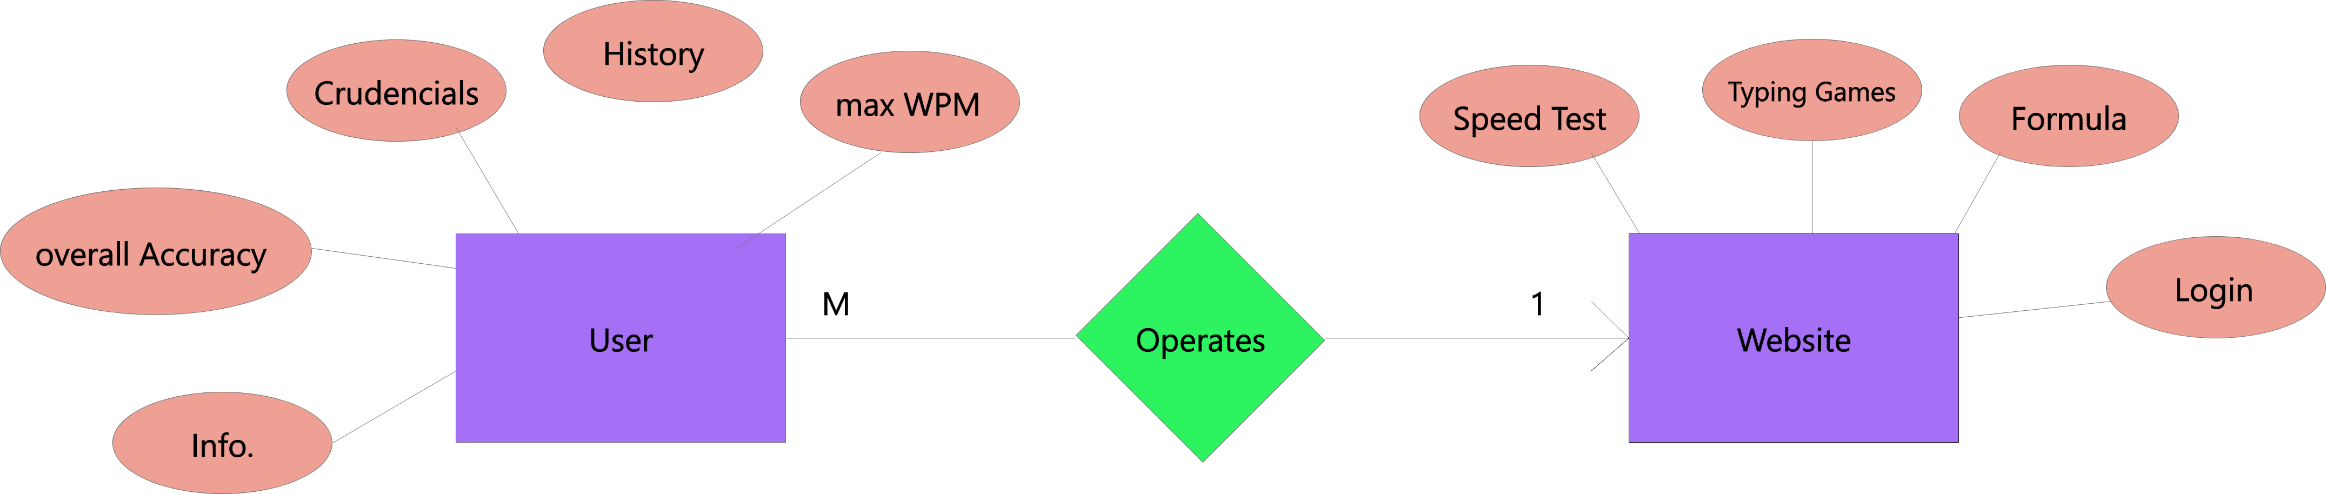 History
Crudencials
max WPM
Typing Games
Speed Test
Formula
overall Accuracy
Login
M
1
User
Operates
Website
Info.